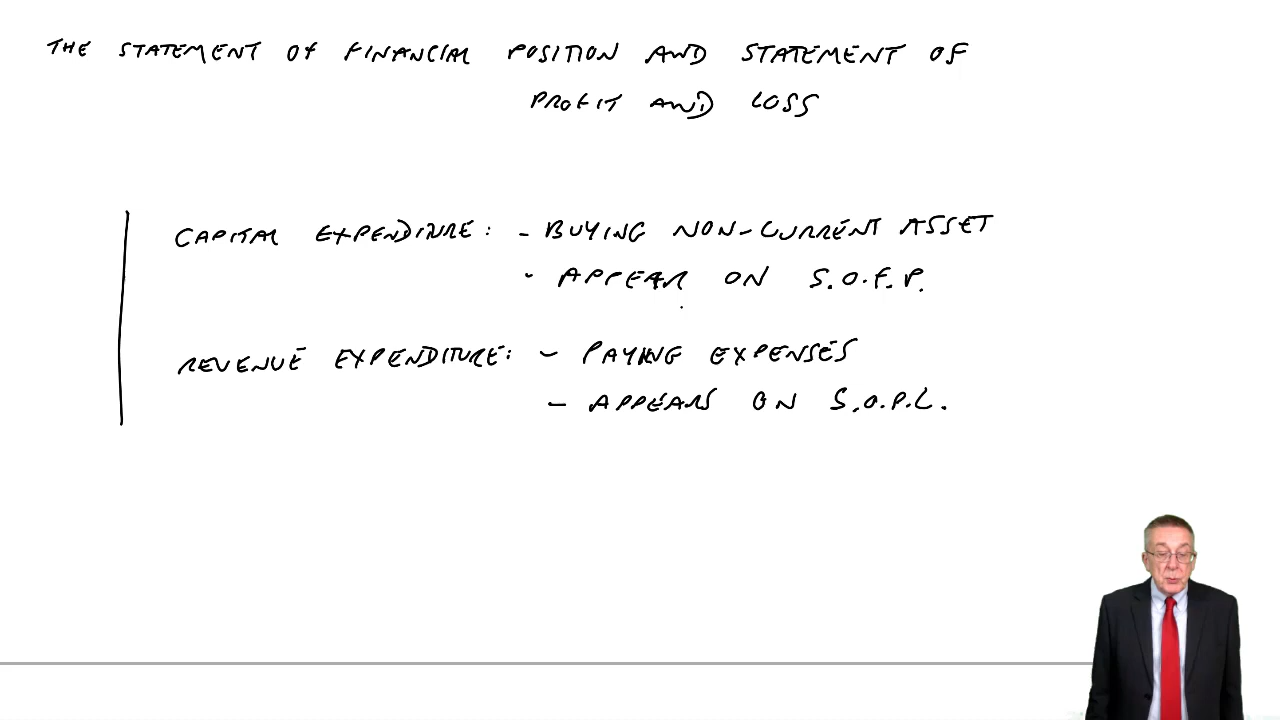 THE STATEMENT OF FINANCIAL POSITION AND STATEMENT OF
PROFIT AND LOSS
CAPITAL EXPENDITURE: - BUYING NON-CURRENT ASSET
- APPEAR ON S.O.F.P.
REVENUE EXPENDITURE: - PAYING EXPENSES
- APPEARS ON S.O.P.L.